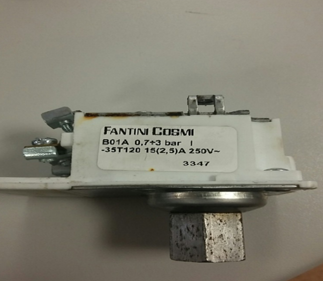 FANTINI COSMI
B01A 0,7÷3 bar I
-35T120 15(2,5)A 250V~
3347